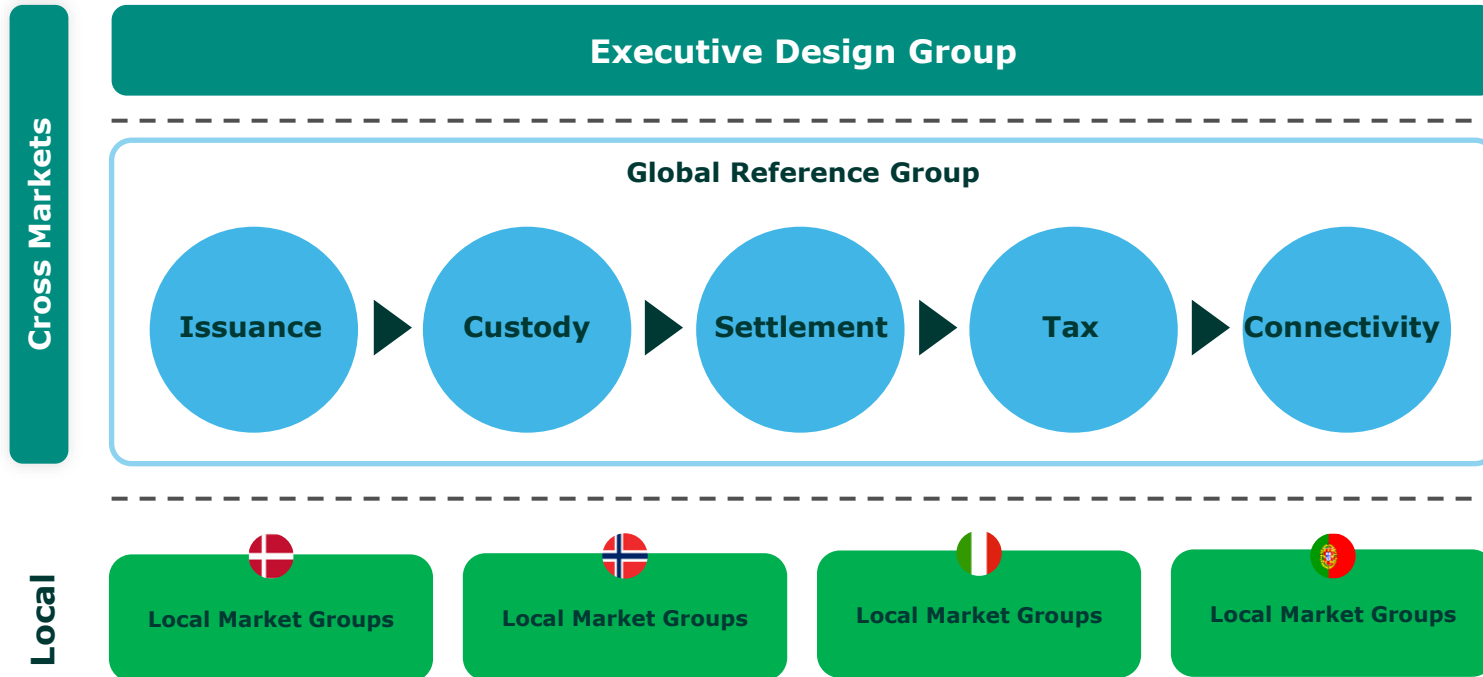 Cross Markets
Executive Design Group
Global Reference Group
Issuance
Custody
Settlement
Tax
Connectivity
Local
Local Market Groups
Local Market Groups
Local Market Groups
Local Market Groups